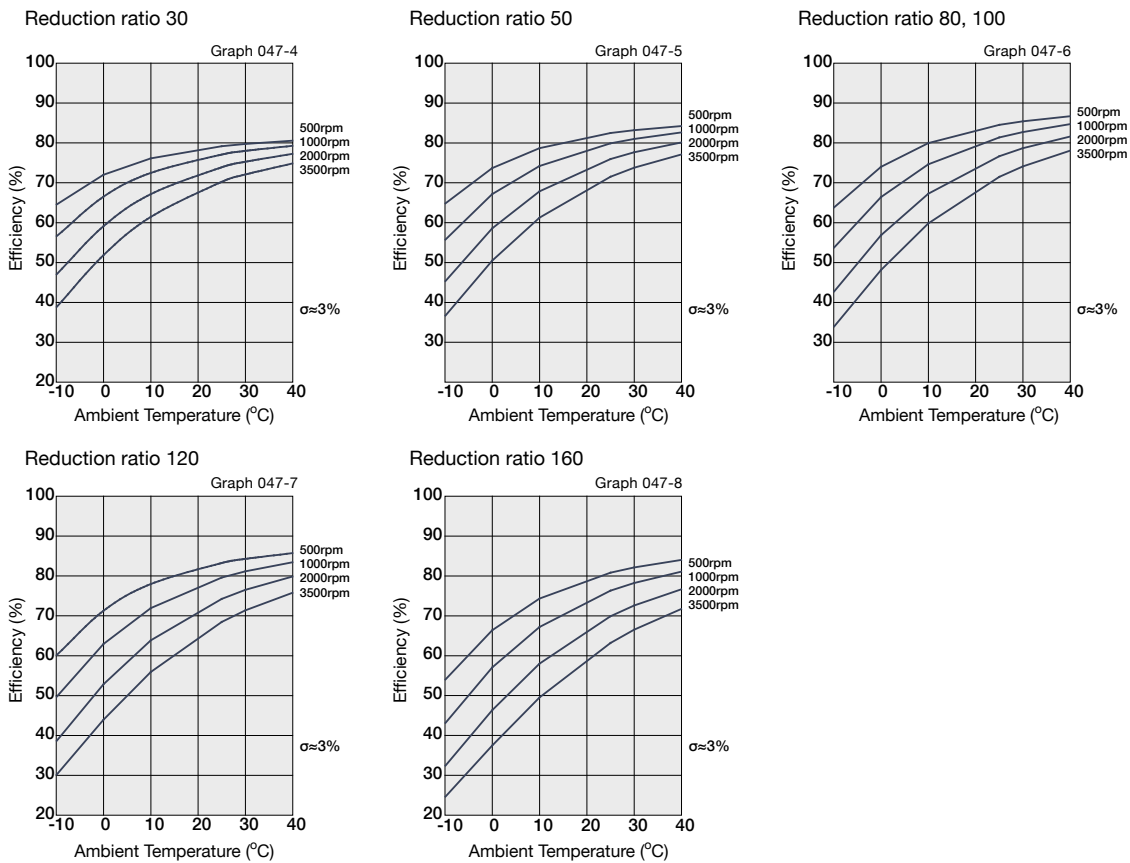 Reduction ratio 30
Graph 047-4
100
90
80
70
60
50
40
30
20
Efficiency (%)
500rpm
1000rpm
2000rpm
3500rpm
σ≈3%
-10 0 10 20 30 40
Ambient Temperature (°C)
Reduction ratio 50
Graph 047-5
100
90
80
70
60
50
40
30
Efficiency (%)
500rpm
1000rpm
2000rpm
3500rpm
σ≈3%
-10 0 10 20 30 40
Ambient Temperature (°C)
Reduction ratio 80, 100
Graph 047-6
100
90
80
70
60
50
40
30
Efficiency (%)
500rpm
1000rpm
2000rpm
3500rpm
σ≈3%
-10 0 10 20 30 40
Ambient Temperature (°C)
Reduction ratio 120
Graph 047-7
100
90
80
70
60
50
40
30
20
Efficiency (%)
500rpm
1000rpm
2000rpm
3500rpm
σ≈3%
-10 0 10 20 30 40
Ambient Temperature (°C)
Reduction ratio 160
Graph 047-8
100
90
80
70
60
50
40
30
20
Efficiency (%)
500rpm
1000rpm
2000rpm
3500rpm
σ≈3%
-10 0 10 20 30 40
Ambient Temperature (°C)